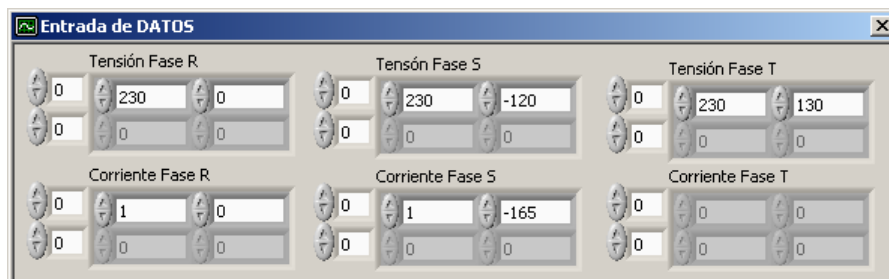 Entrada de DATOS
Tensión Fase R
0 230 0
0 0 0
Tensón Fase S
0 230 -120
0 0 0
Tensión Fase T
0 230 130
0 0 0
Corriente Fase R
0 1 0
0 0 0
Corriente Fase S
0 1 -165
0 0 0
Corriente Fase T
0 0 0
0 0 0